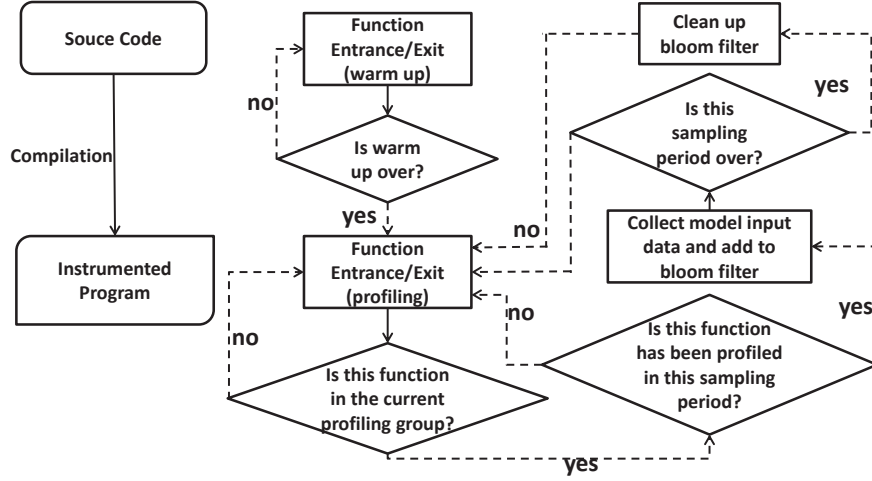 Souce Code
Compilation
Instrumented
Program
Function
Entrance/Exit
(warm up)
no
Is warm
up over?
yes
Function
Entrance/Exit
(profiling)
no
Is this function
in the current
profiling group?
yes
Clean up
bloom filter
yes
Is this
sampling
period over?
no
Collect model input
data and add to
bloom filter
yes
no
Is this function
has been profiled
in this sampling
period?